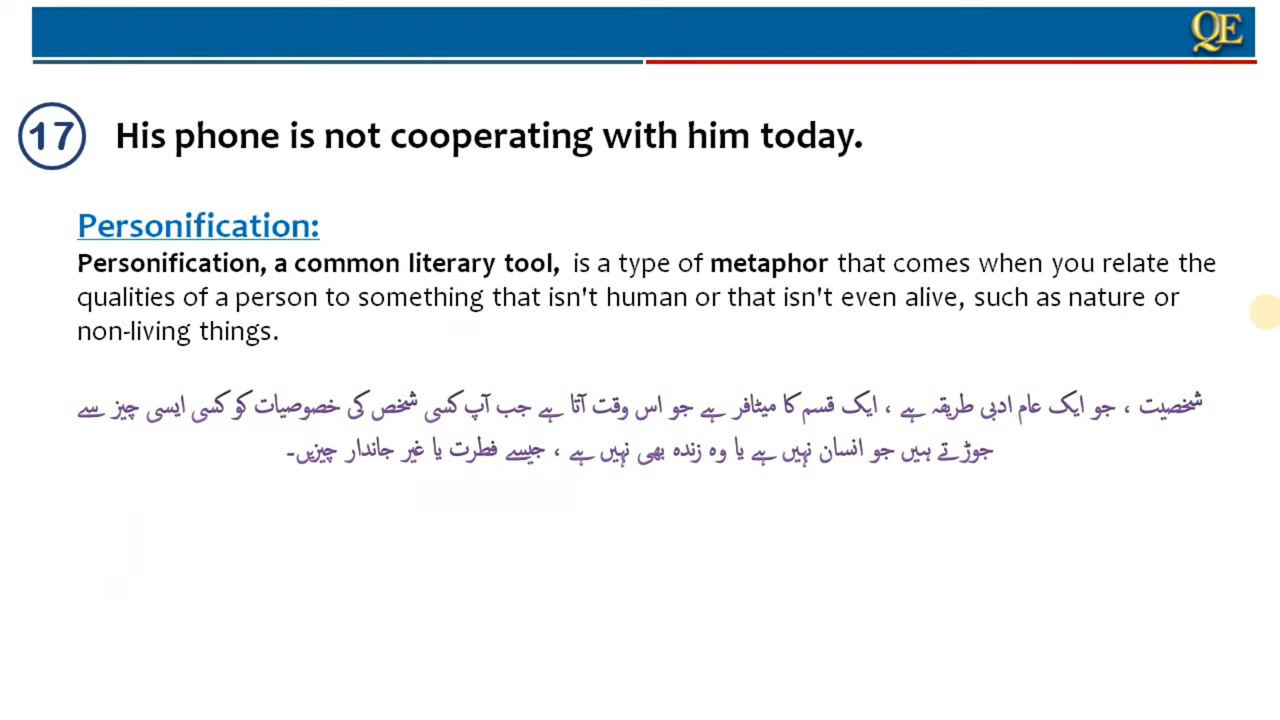 QE
17 His phone is not cooperating with him today.
Personification:
Personification, a common literary tool, is a type of metaphor that comes when you relate the
qualities of a person to something that isn't human or that isn't even alive, such as nature or
non-living things.
شخصیت ، جو ایک عام ادبی طریقہ ہے ، ایک قسم کا میٹافر ہے جو اس وقت آتا ہے جب آپ کسی شخص کی خصوصیات کو کسی ایسی چیز سے
جوڑتے ہیں جو انسان نہیں ہے یا وہ زندہ بھی نہیں ہے ، جیسے فطرت یا غیر جاندار چیزیں۔